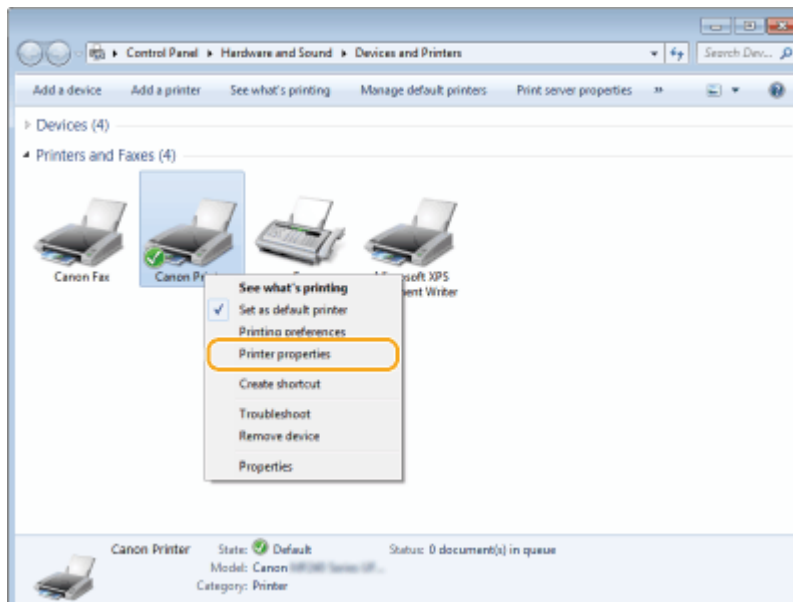 Control Panel ▸ Hardware and Sound ▸ Devices and Printers
Search Dev...
Add a device Add a printer See what's printing Manage default printers Print server properties »
Devices (4)
Printers and Faxes (4)
Canon Fax
Canon
See what's printing
Set as default printer
Printing preferences
Printer properties
Create shortcut
Troubleshoot
Remove device
Properties
XPS
Writer
Canon Printer State: Default Status: 0 document(s) in queue
Model: Canon
Category: Printer